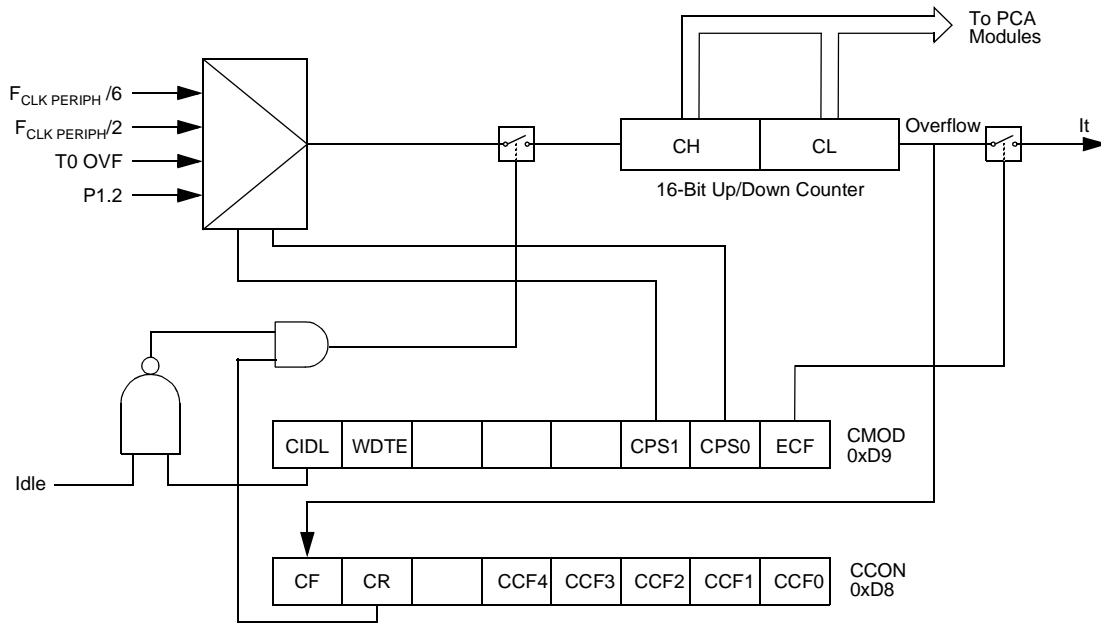 To PCA
Modules
F_CLK PERIPH /6
F_CLK PERIPH/2
T0 OVF
P1.2
CH
CL
Overflow
It
16-Bit Up/Down Counter
Idle
CIDL WDTE CPS1 CPS0 ECF
CMOD
0xD9
CF CR CCF4 CCF3 CCF2 CCF1 CCF0
CCON
0xD8